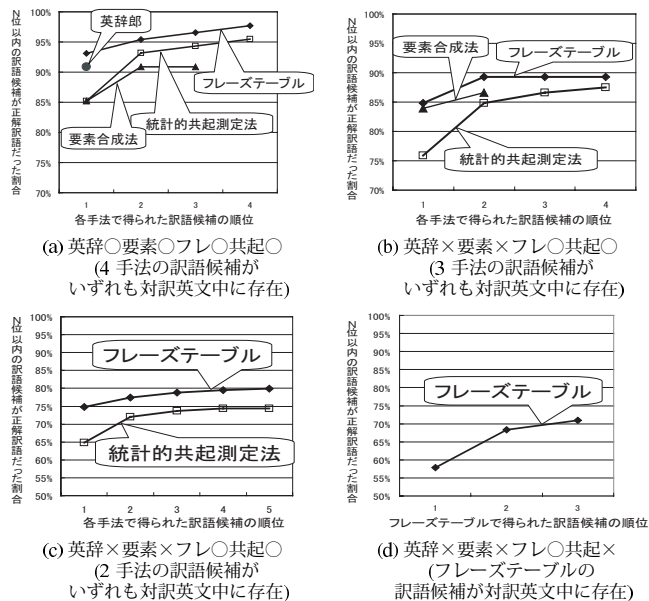 N位以内の訳語候補が正解訳語だった割合
100%
95%
90%
85%
80%
75%
70%
英辞郎
フレーズテーブル
統計的共起測定法
要素合成法
1 2 3 4
各手法で得られた訳語候補の順位
(a) 英辞○要素○フレ○共起○
(4 手法の訳語候補が
いずれも対訳英文中に存在)
N位以内の訳語候補が正解訳語だった割合
100%
95%
90%
85%
80%
75%
70%
要素合成法
フレーズテーブル
統計的共起測定法
1 2 3 4
各手法で得られた訳語候補の順位
(b) 英辞×要素×フレ○共起○
(3 手法の訳語候補が
いずれも対訳英文中に存在)
N位以内の訳語候補が正解訳語だった割合
100%
95%
90%
85%
80%
75%
70%
65%
60%
55%
50%
フレーズテーブル
統計的共起測定法
1 2 3 4 5
各手法で得られた訳語候補の順位
(c) 英辞×要素×フレ○共起○
(2 手法の訳語候補が
いずれも対訳英文中に存在)
N位以内の訳語候補が正解訳語だった割合
100%
95%
90%
85%
80%
75%
70%
65%
60%
55%
50%
フレーズテーブル
1 2 3
フレーズテーブルで得られた訳語候補の順位
(d) 英辞×要素×フレ○共起×
(フレーズテーブルの
訳語候補が対訳英文中に存在)